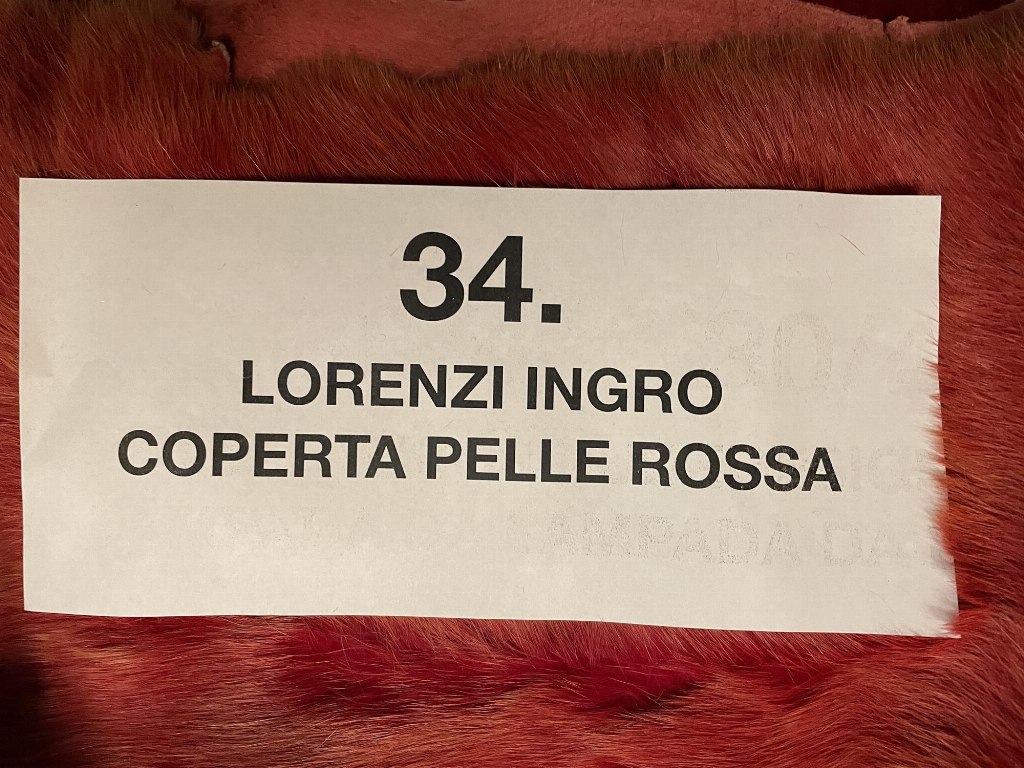 34.
LORENZI INGRO
COPERTA PELLE ROSSA